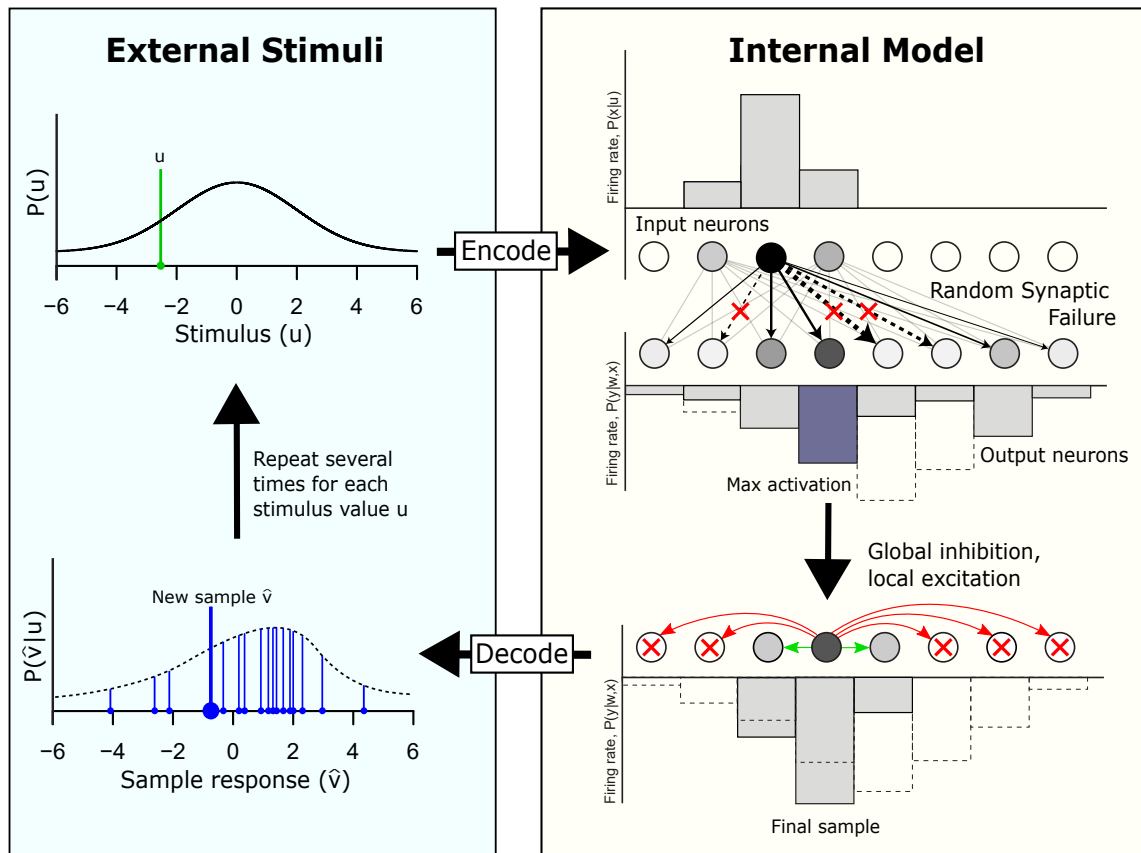 External Stimuli
P(u)
u
−6 −4 −2 0 2 4 6
Stimulus (u)
Encode
Repeat several
times for each
stimulus value u
New sample v̂
P(v̂|u)
−6 −4 −2 0 2 4 6
Sample response (v̂)
Decode
Internal Model
Firing rate, P(x|u)
Input neurons
Random Synaptic
Failure
Firing rate, P(y|w,x)
Output neurons
Max activation
Global inhibition,
local excitation
Firing rate, P(y|w,x)
Final sample